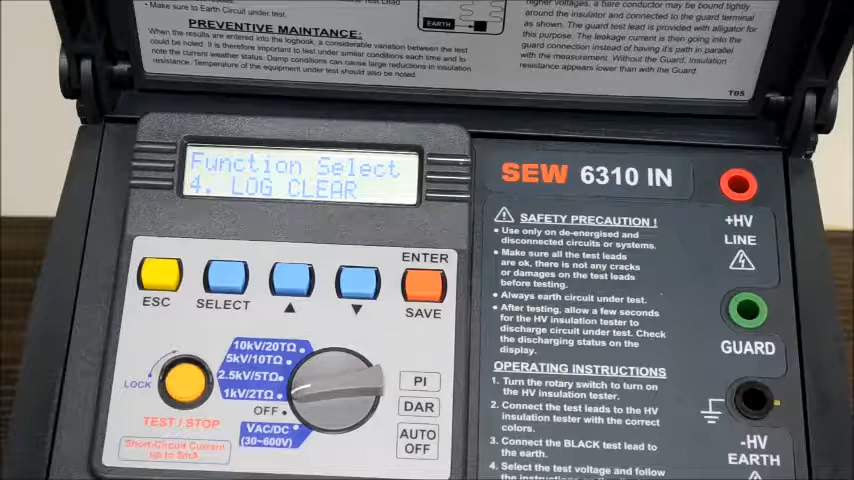 • Make sure to Earth Circuit under test.
PREVENTIVE MAINTANCE:
When the results are entered into the logbook, a considerable variation between the test
could be noted. It is therefore important to test under similar conditions each time and to
note the current weather status. Damp conditions can cause large reductions in insulation
resistance. Temperature of the equipment under test should also be noted.
EARTH
higher voltages, a bare conductor may be bound tightly
around the insulator and connected to the guard terminal
as shown. The guard test lead is provided with alligator for
this purpose. The leakage current is then going into the
guard connection instead of having it's path in parallel
with the measurement. Without the Guard, Insulation
resistance appears lower than with the Guard.
T05
Function Select
4. LOG CLEAR
ESC
SELECT
▲
▼
ENTER
SAVE
10kV/20TΩ
5kV/10TΩ
2.5kV/5TΩ
1kV/2TΩ
OFF
VAC/DC
(30~600V)
LOCK
TEST / STOP
Short-Circuit Current
up to 5mA
PI
DAR
AUTO
OFF
SEW 6310 IN
SAFETY PRECAUTION !
• Use only on de-energised and
disconnected circuits or systems.
• Make sure all the test leads
are ok, there is not any cracks
or damages on the test leads
before testing.
• Always earth circuit under test.
• After testing, allow a few seconds
for the HV insulation tester to
discharge circuit under test. Check
the discharging status on the
display.
OPERATING INSTRUCTIONS
1. Turn the rotary switch to turn on
the HV insulation tester.
2. Connect the test leads to the HV
insulation tester with the correct
colors.
3. Connect the BLACK test lead to
the earth.
4. Select the test voltage and follow
+HV
LINE
GUARD
-HV
EARTH